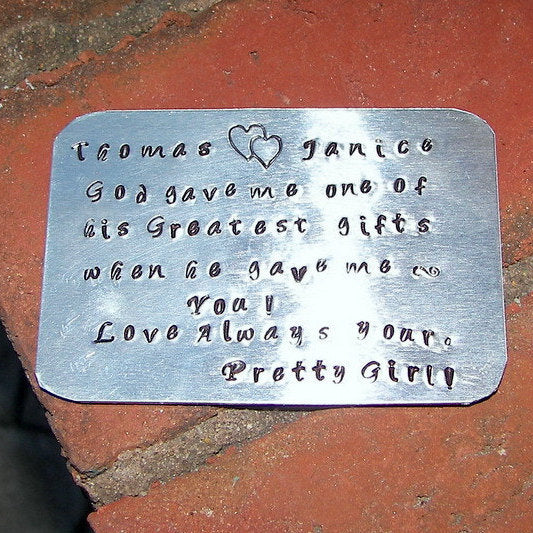 Thomas Janice
God gave me one of
his Greatest gifts
when he gave me
You!
Love Always your.
Pretty Girl!